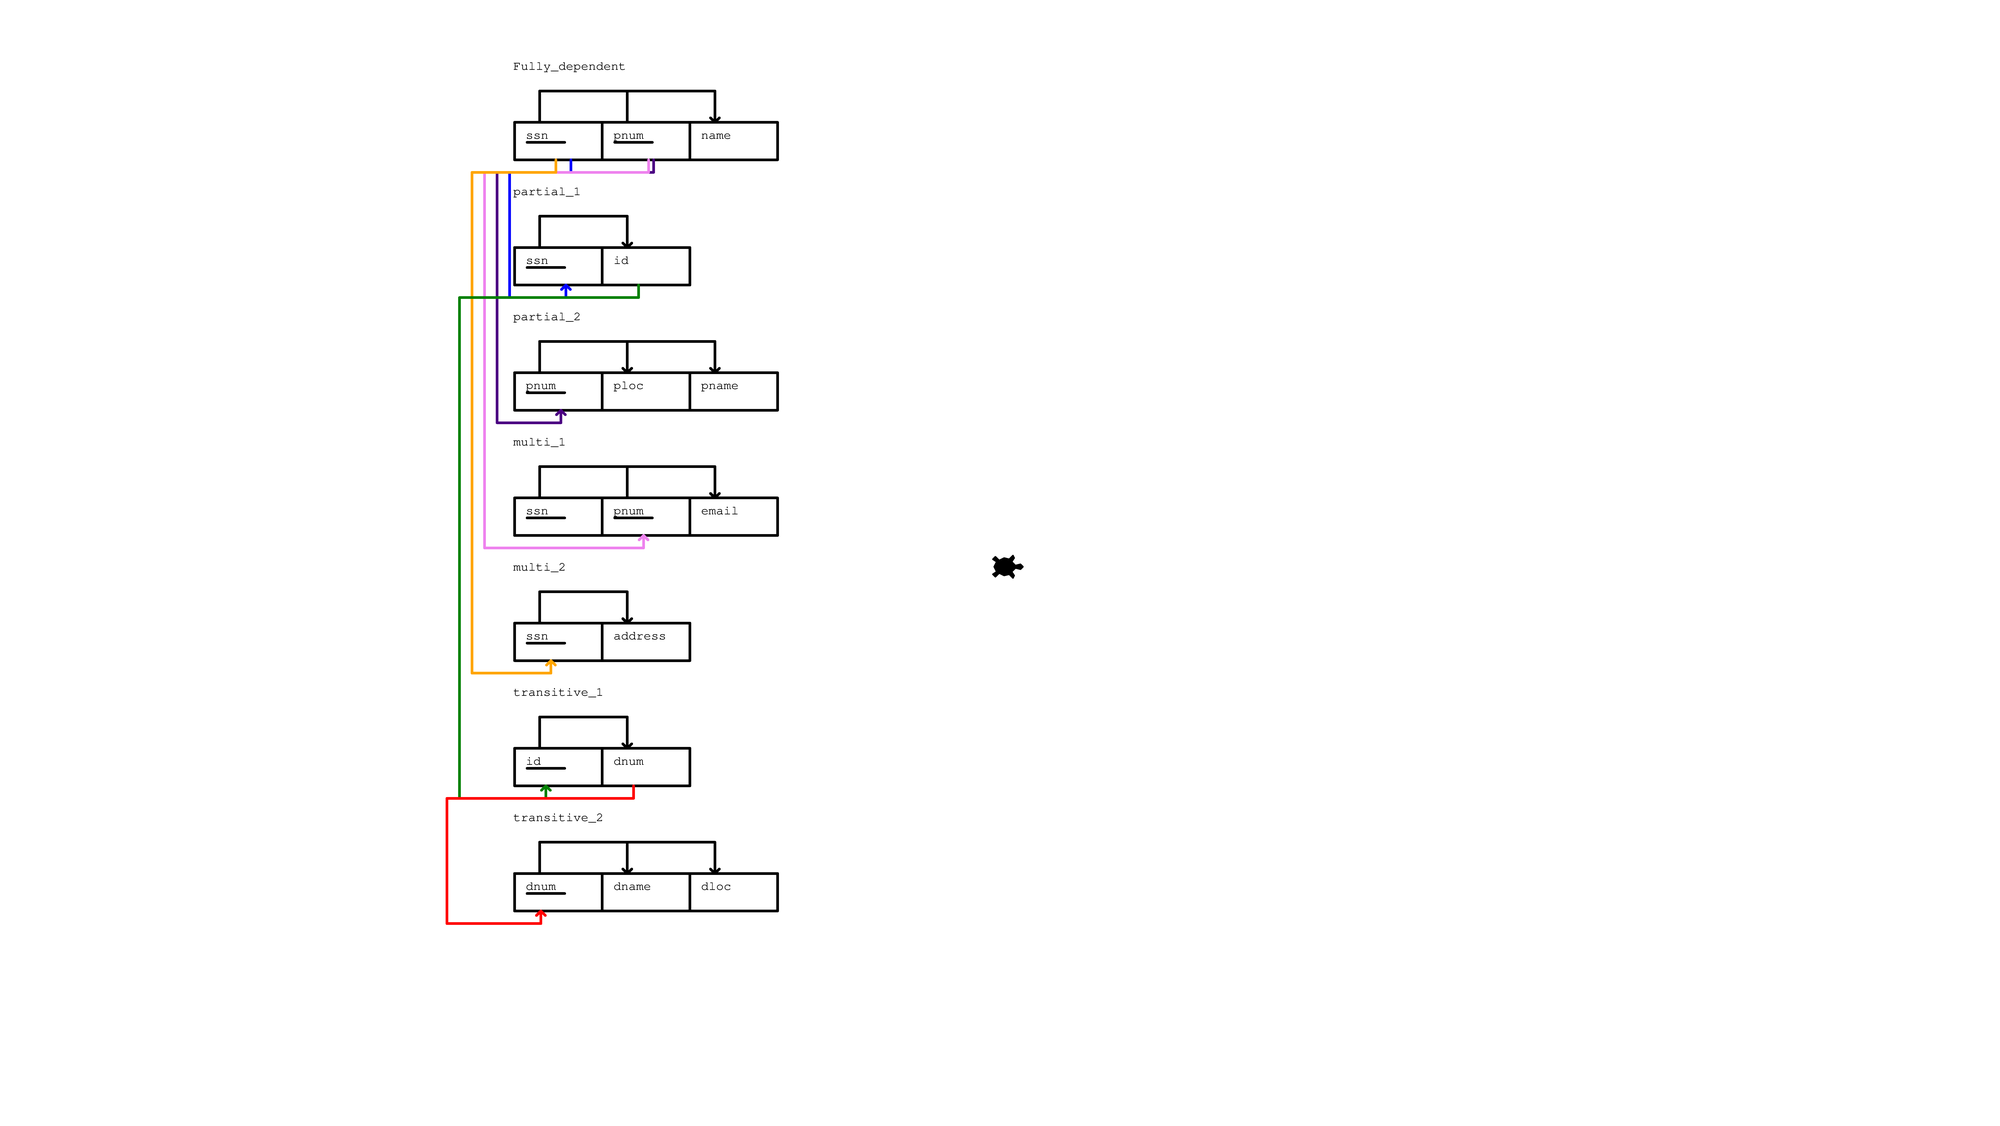 Fully_dependent
ssn pnum name
partial_1
ssn id
partial_2
pnum ploc pname
multi_1
ssn pnum email
multi_2
ssn address
transitive_1
id dnum
transitive_2
dnum dname dloc